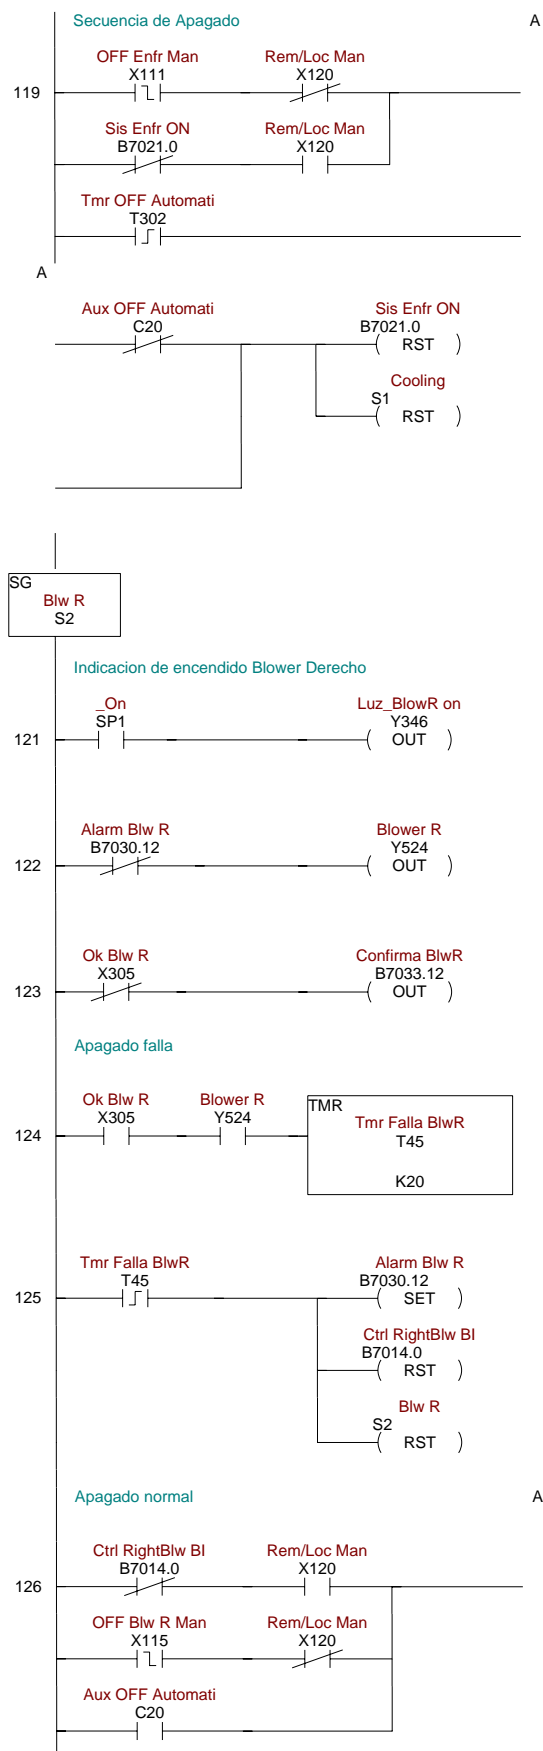 Secuencia de Apagado A
OFF Enfr Man Rem/Loc Man
X111 X120
119
Sis Enfr ON Rem/Loc Man
B7021.0 X120
Tmr OFF Automati
T302
A
Aux OFF Automati Sis Enfr ON
C20 B7021.0
( RST )
Cooling
S1
( RST )
SG
Blw R
S2
Indicacion de encendido Blower Derecho
_On Luz_BlowR on
SP1 Y346
121 ( OUT )
Alarm Blw R Blower R
B7030.12 Y524
122 ( OUT )
Ok Blw R Confirma BlwR
X305 B7033.12
123 ( OUT )
Apagado falla
Ok Blw R Blower R TMR
X305 Y524 Tmr Falla BlwR
124 T45
K20
Tmr Falla BlwR Alarm Blw R
T45 B7030.12
125 ( SET )
Ctrl RightBlw BI
B7014.0
( RST )
Blw R
S2
( RST )
Apagado normal A
Ctrl RightBlw BI Rem/Loc Man
B7014.0 X120
126
OFF Blw R Man Rem/Loc Man
X115 X120
Aux OFF Automati
C20